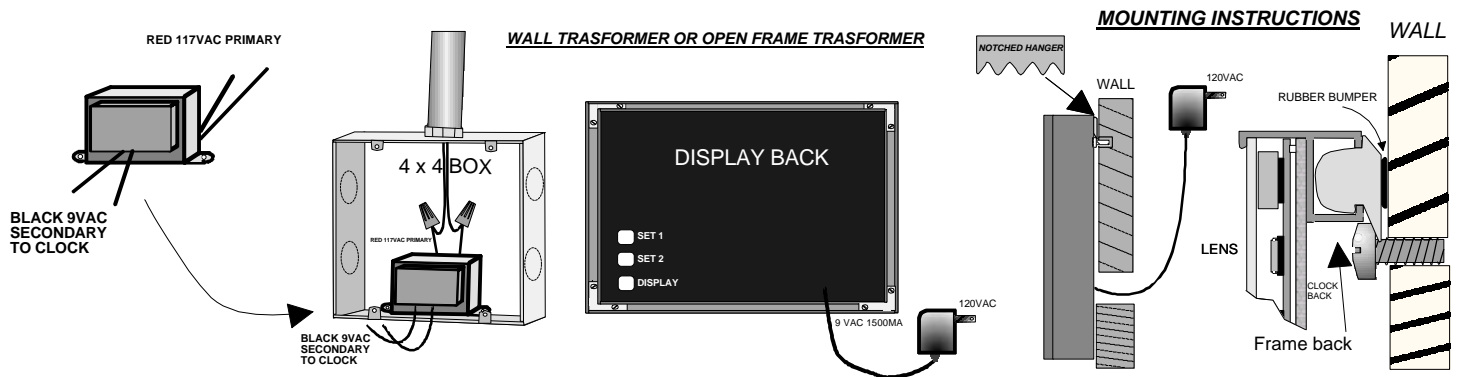 RED 117VAC PRIMARY
BLACK 9VAC
SECONDARY
TO CLOCK
WALL TRASFORMER OR OPEN FRAME TRASFORMER
4 x 4 BOX
RED 117VAC PRIMARY
BLACK 9VAC
SECONDARY
TO CLOCK
DISPLAY BACK
SET 1
SET 2
DISPLAY
9 VAC 1500MA
120VAC
MOUNTING INSTRUCTIONS
NOTCHED HANGER
WALL
120VAC
WALL
RUBBER BUMPER
LENS
CLOCK
BACK
Frame back